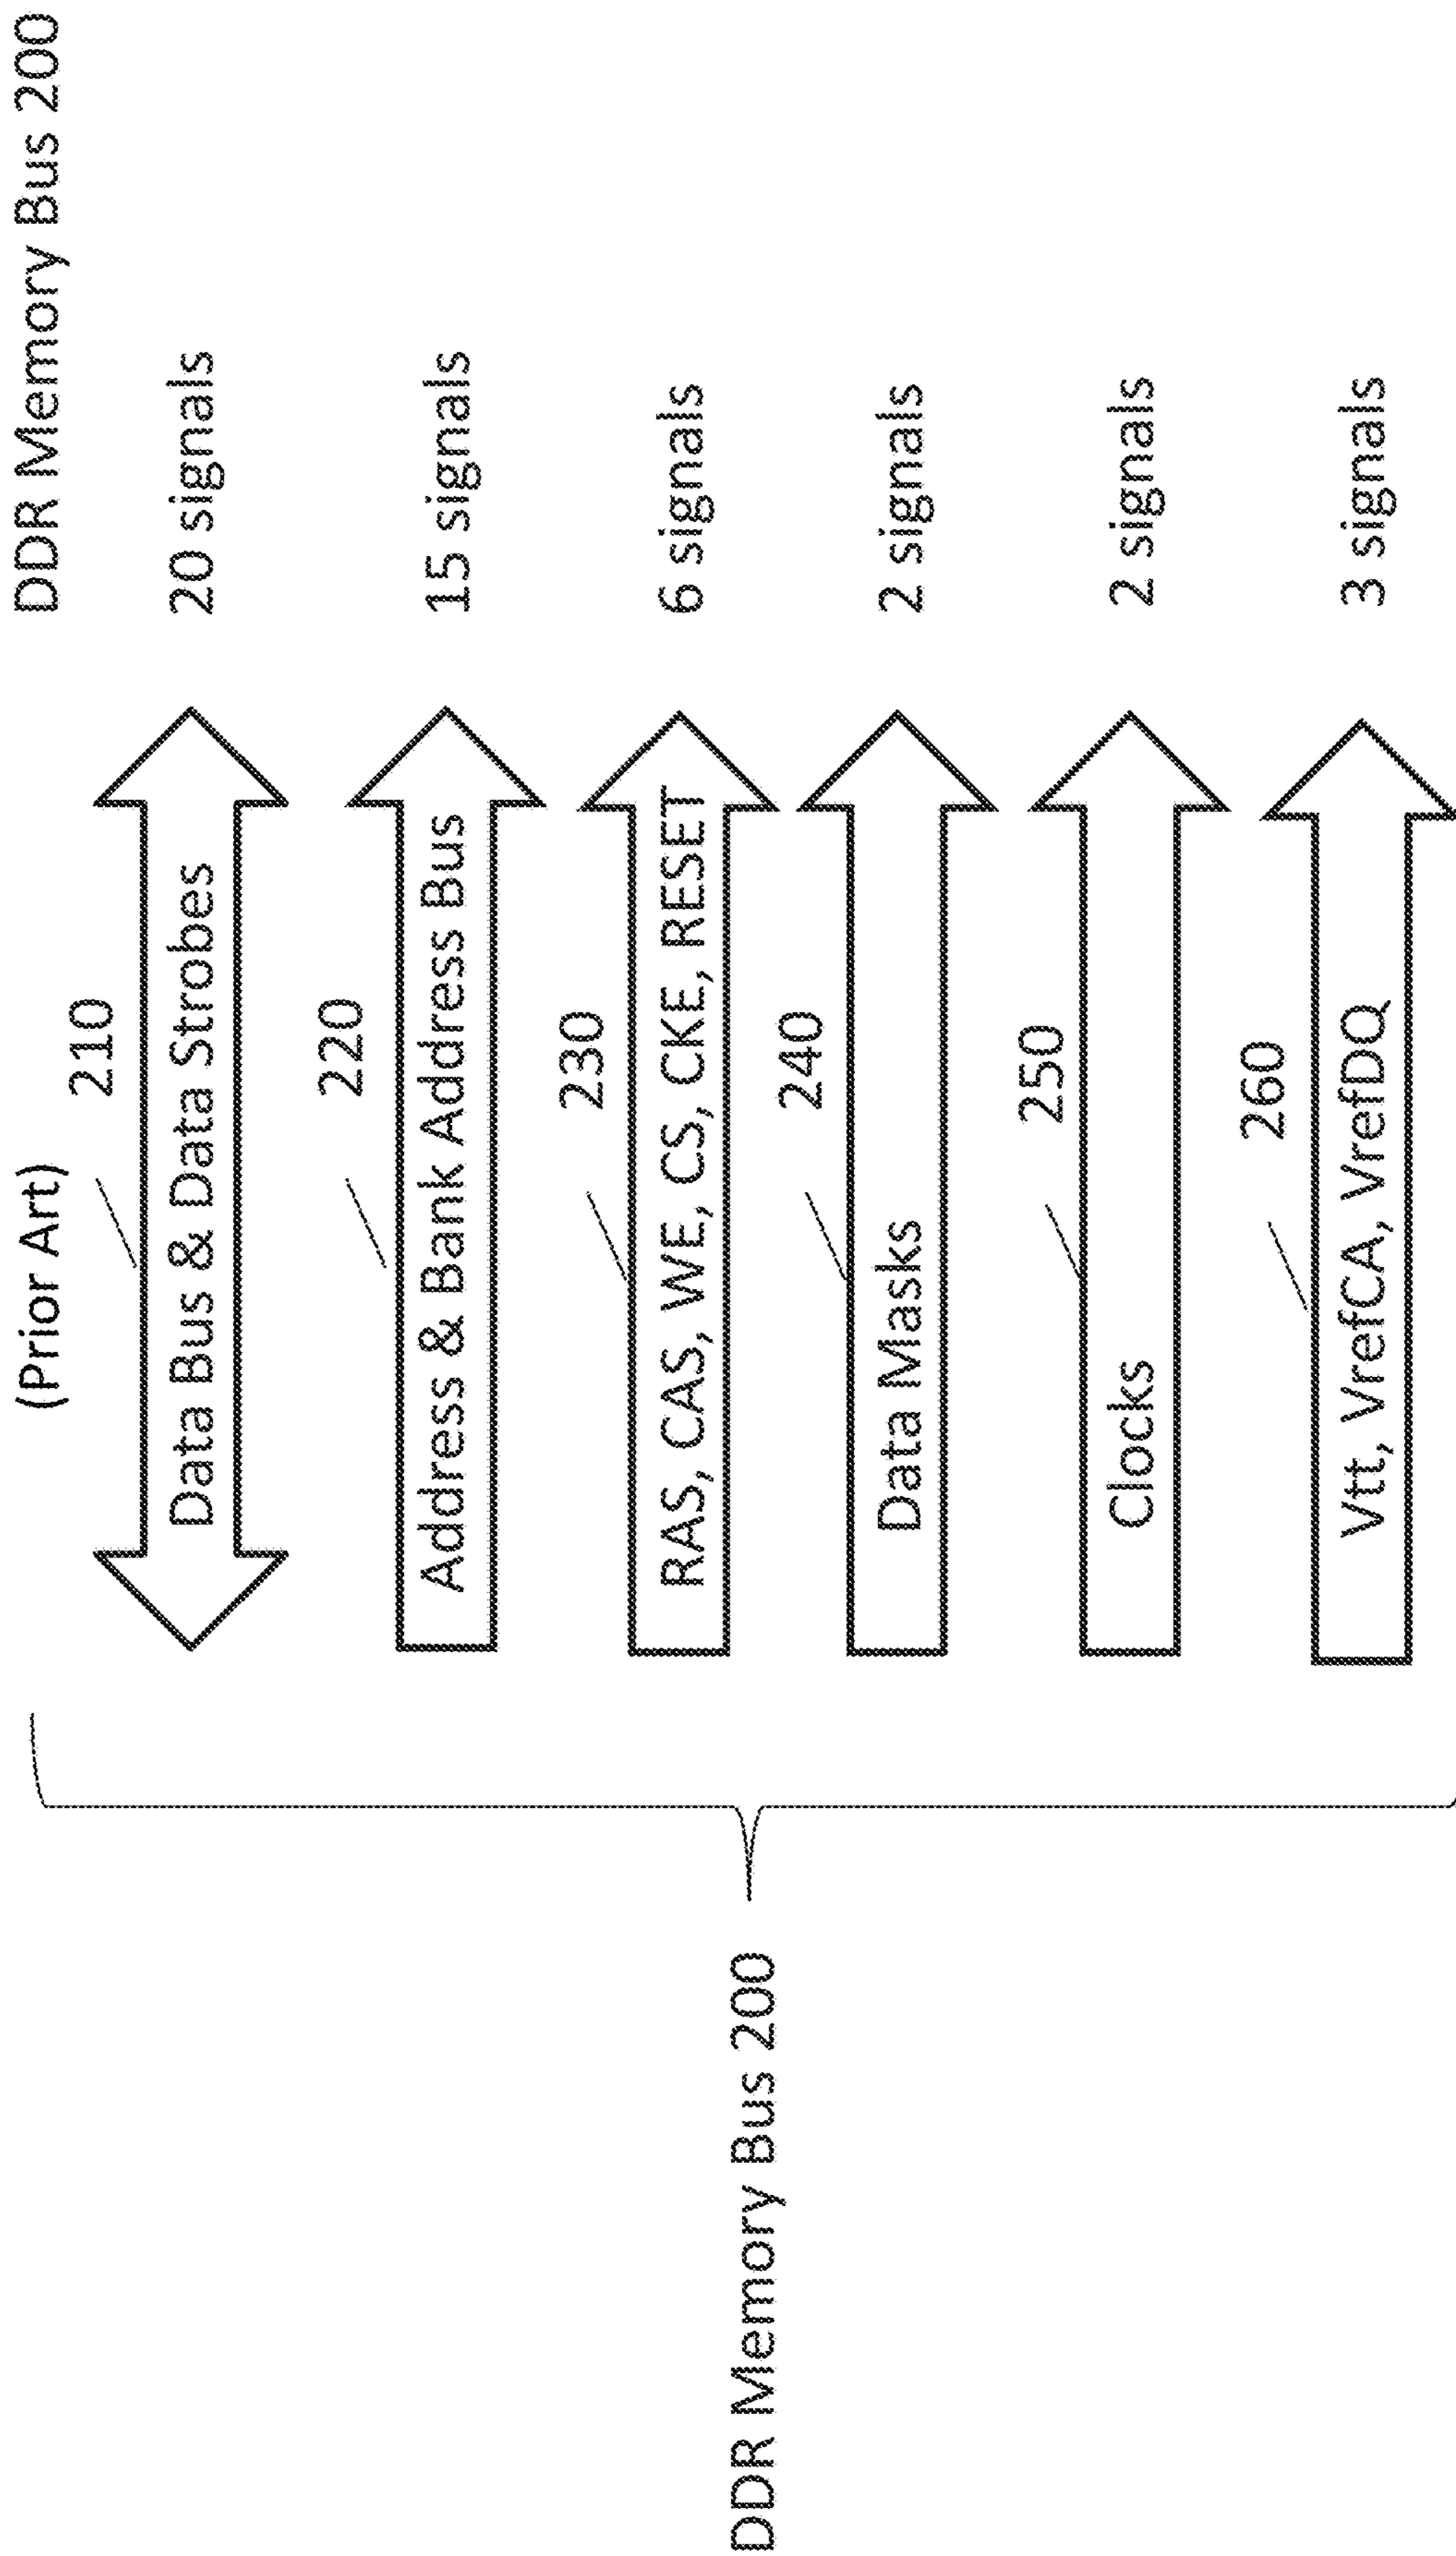 (Prior Art)
DDR Memory Bus 200
210
Data Bus & Data Strobes
20 signals
220
Address & Bank Address Bus
15 signals
230
RAS, CAS, WE, CS, CKE, RESET
6 signals
240
Data Masks
2 signals
250
Clocks
2 signals
260
Vtt, VrefCA, VrefDQ
3 signals
DDR Memory Bus 200